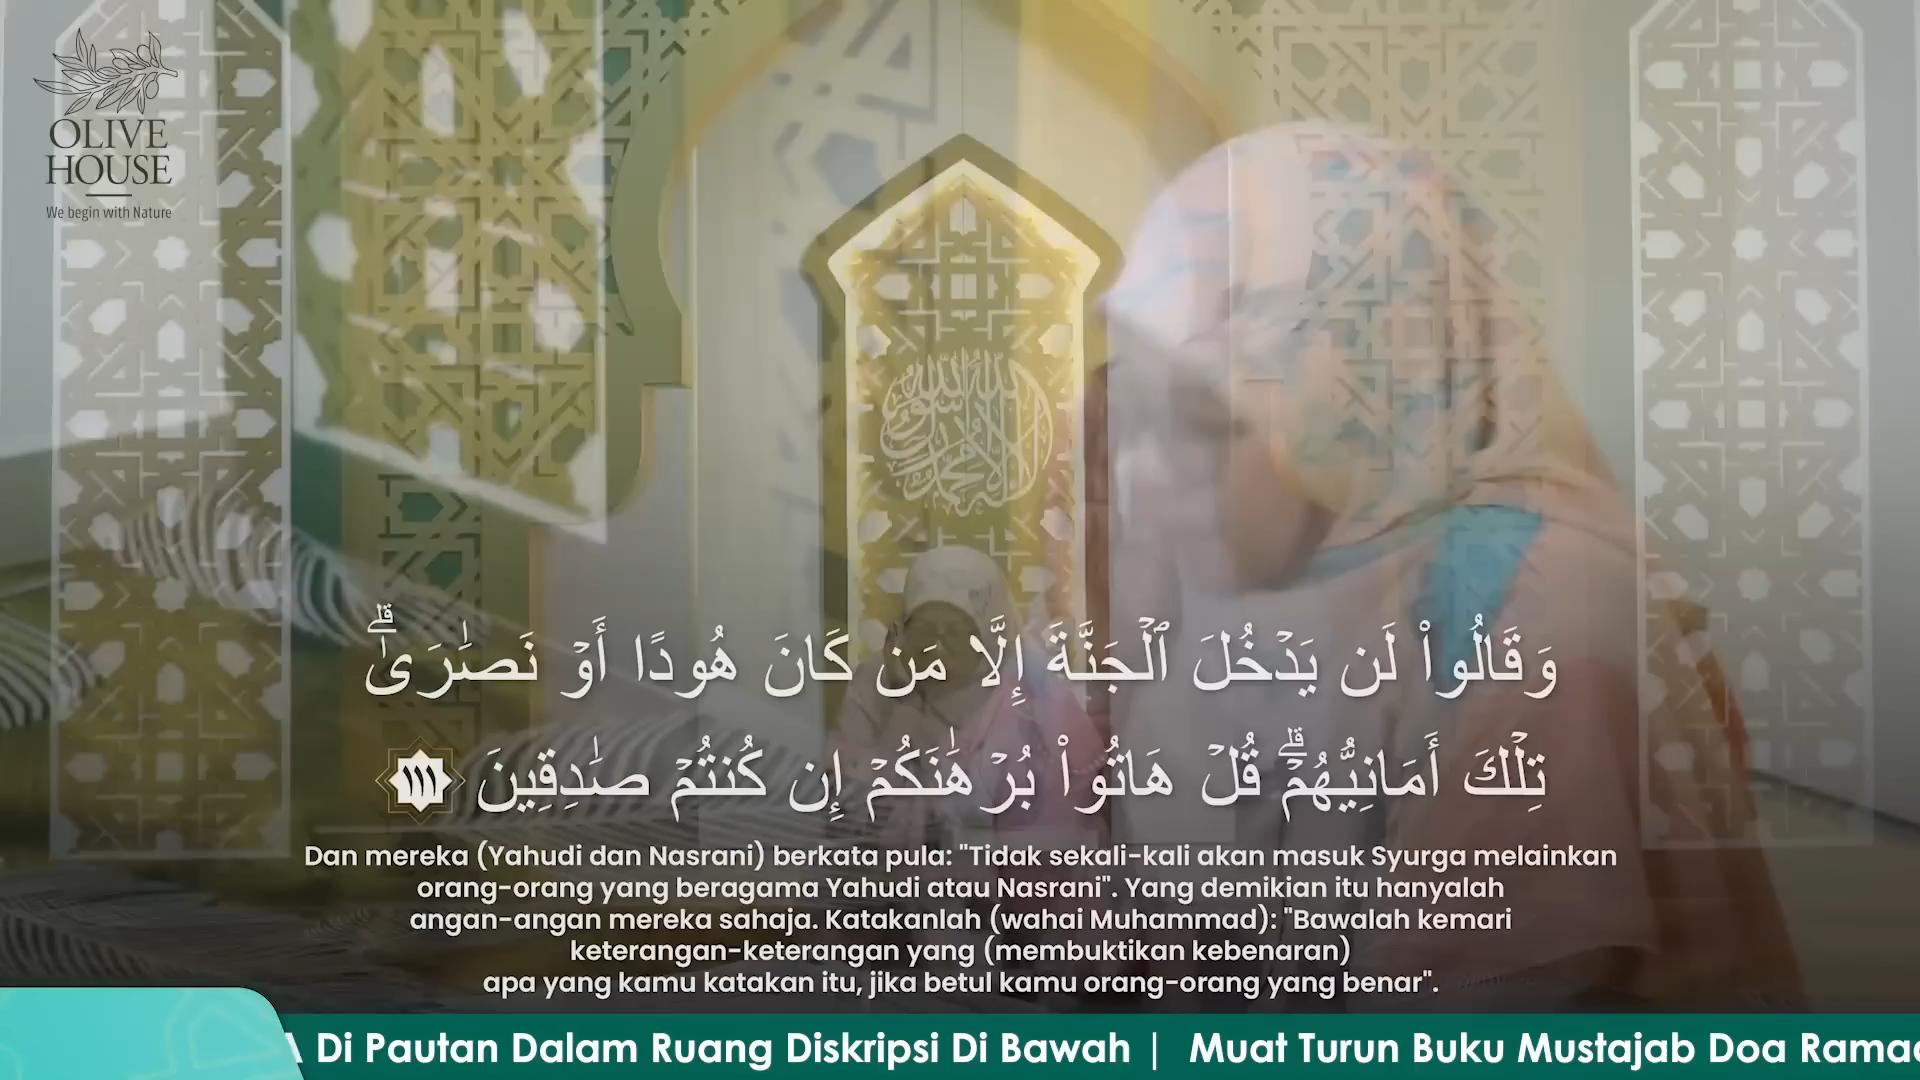 OLIVE
HOUSE
We begin with Nature
وَقَالُوا۟ لَن يَدْخُلَ ٱلْجَنَّةَ إِلَّا مَن كَانَ هُودًا أَوْ نَصَـٰرَىٰ ۗ
تِلْكَ أَمَانِيُّهُمْ ۗ قُلْ هَاتُوا۟ بُرْهَـٰنَكُمْ إِن كُنتُمْ صَـٰدِقِينَ ١١١
Dan mereka (Yahudi dan Nasrani) berkata pula: "Tidak sekali-kali akan masuk Syurga melainkan
orang-orang yang beragama Yahudi atau Nasrani". Yang demikian itu hanyalah
angan-angan mereka sahaja. Katakanlah (wahai Muhammad): "Bawalah kemari
keterangan-keterangan yang (membuktikan kebenaran)
apa yang kamu katakan itu, jika betul kamu orang-orang yang benar".
Di Pautan Dalam Ruang Diskripsi Di Bawah | Muat Turun Buku Mustajab Doa